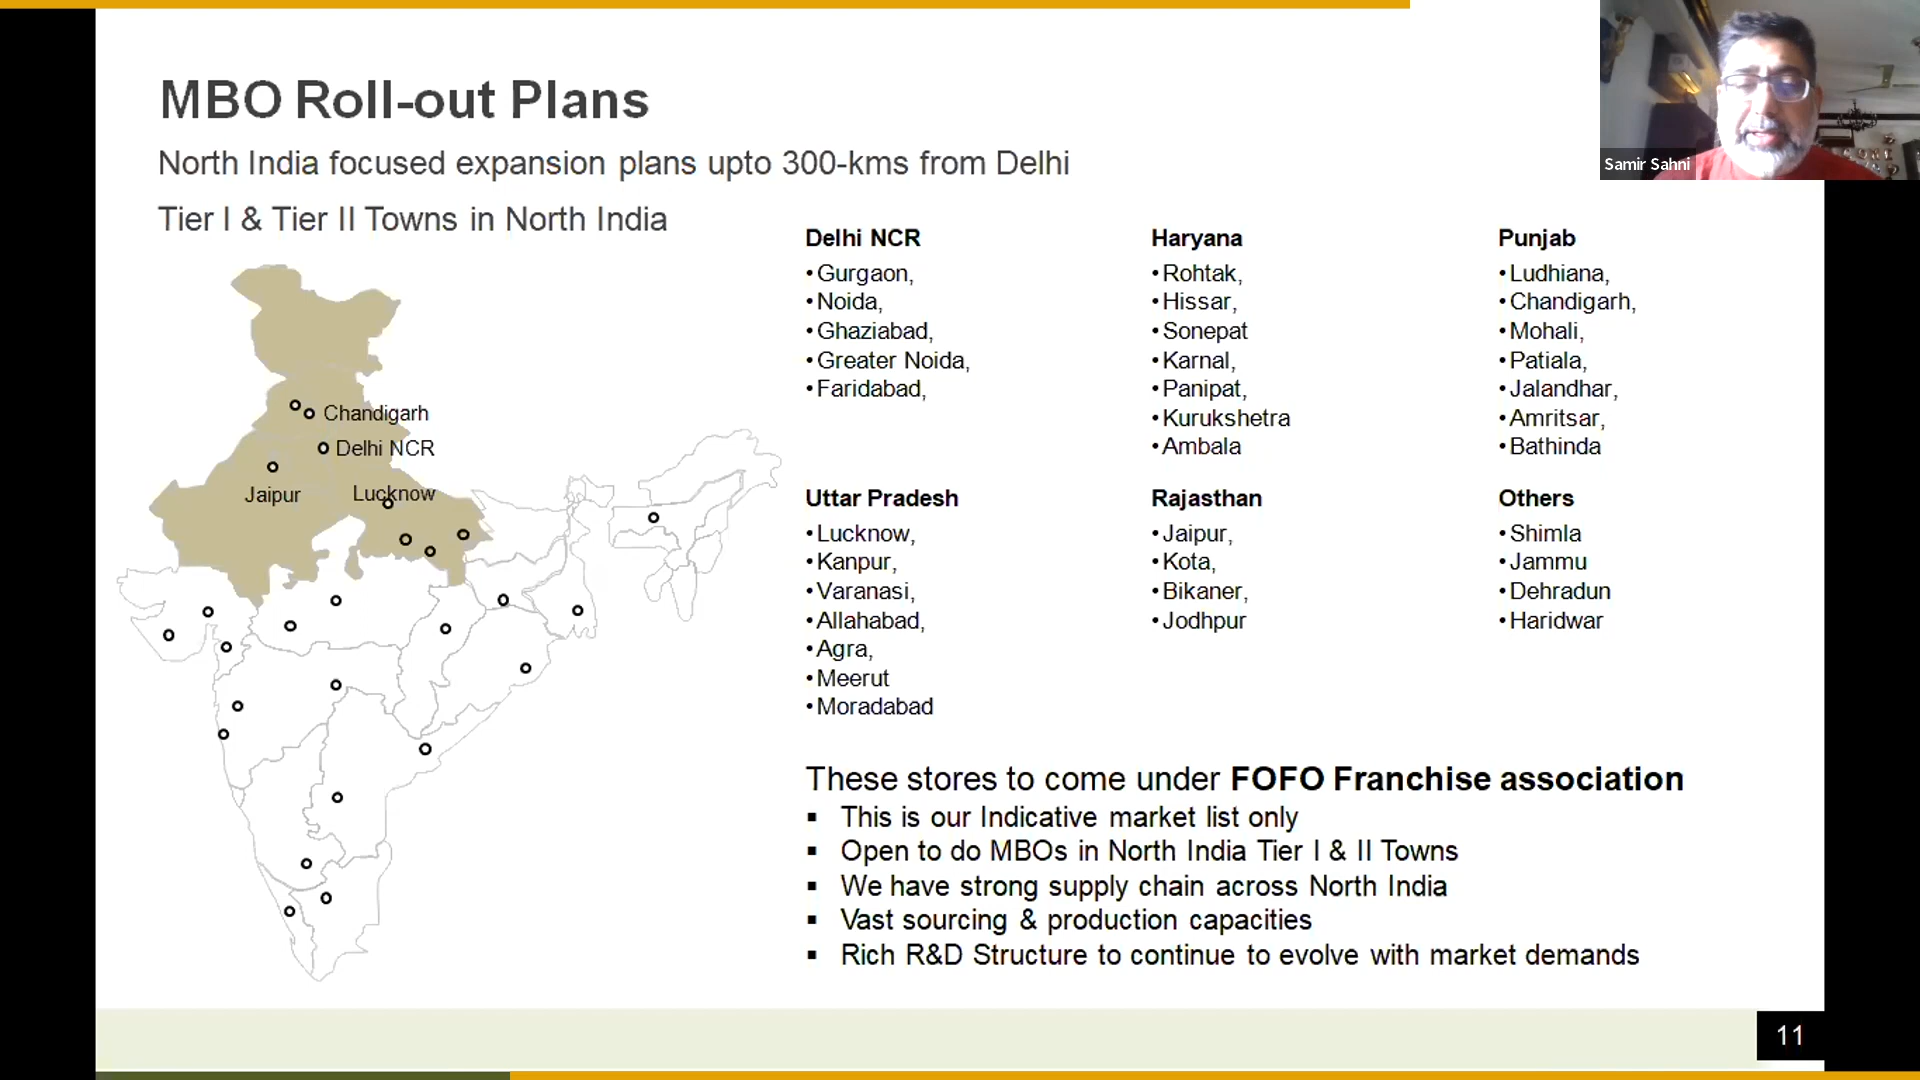 MBO Roll-out Plans
North India focused expansion plans upto 300-kms from Delhi
Tier I & Tier II Towns in North India
Samir Sahni
Chandigarh
Delhi NCR
Jaipur
Lucknow
Delhi NCR
•Gurgaon,
•Noida,
•Ghaziabad,
•Greater Noida,
•Faridabad,
Haryana
•Rohtak,
•Hissar,
•Sonepat
•Karnal,
•Panipat,
•Kurukshetra
•Ambala
Punjab
•Ludhiana,
•Chandigarh,
•Mohali,
•Patiala,
•Jalandhar,
•Amritsar,
•Bathinda
Uttar Pradesh
•Lucknow,
•Kanpur,
•Varanasi,
•Allahabad,
•Agra,
•Meerut
•Moradabad
Rajasthan
•Jaipur,
•Kota,
•Bikaner,
•Jodhpur
Others
•Shimla
•Jammu
•Dehradun
•Haridwar
These stores to come under FOFO Franchise association
▪ This is our Indicative market list only
▪ Open to do MBOs in North India Tier I & II Towns
▪ We have strong supply chain across North India
▪ Vast sourcing & production capacities
▪ Rich R&D Structure to continue to evolve with market demands
11